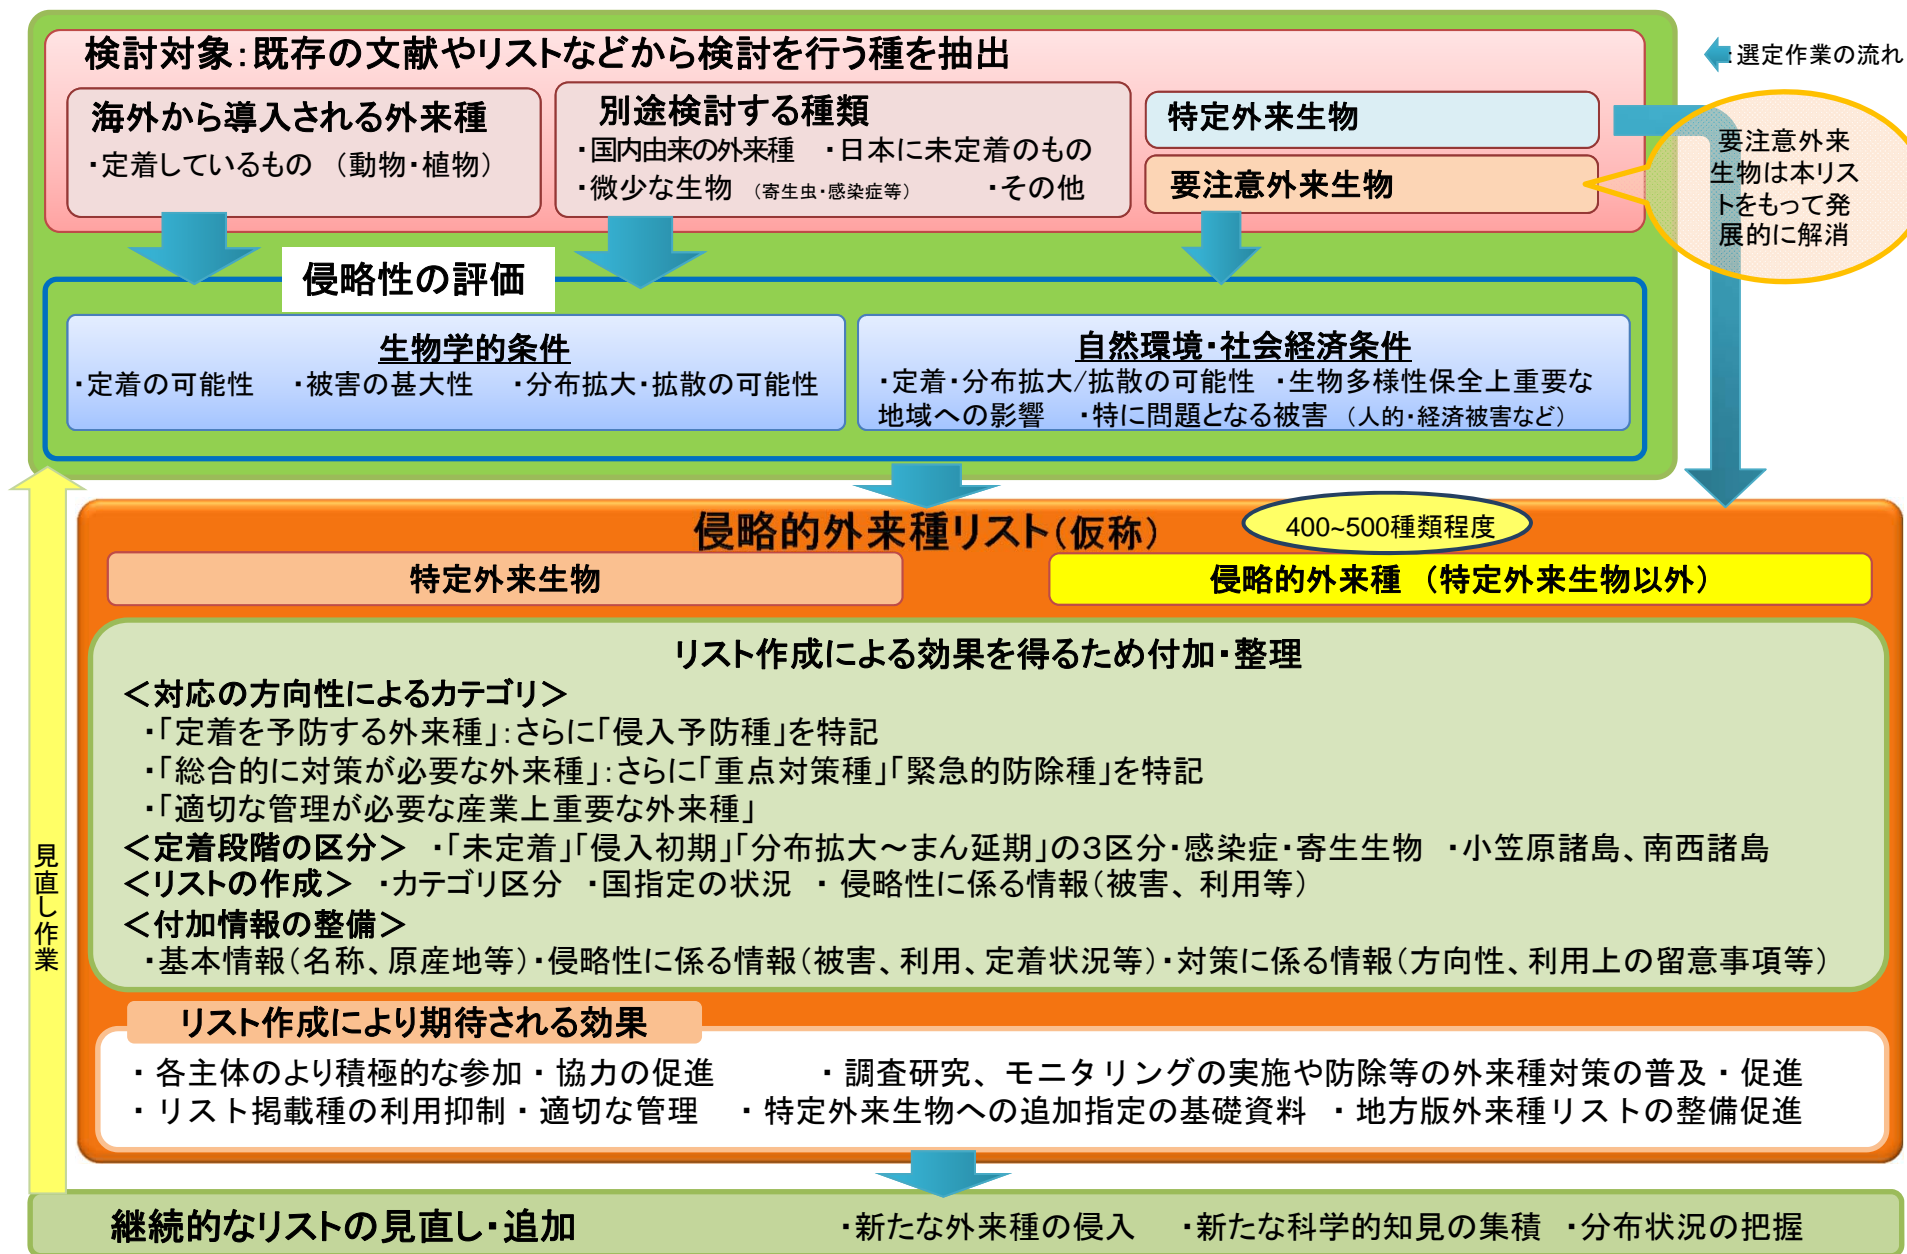 検討対象：既存の文献やリストなどから検討を行う種を抽出
：選定作業の流れ
海外から導入される外来種
・定着しているもの （動物・植物）
別途検討する種類
・国内由来の外来種 ・日本に未定着のもの
・微少な生物 （寄生虫・感染症等） ・その他
特定外来生物
要注意外来生物
要注意外来
生物は本リス
トをもって発
展的に解消
侵略性の評価
生物学的条件
・定着の可能性 ・被害の甚大性 ・分布拡大・拡散の可能性
自然環境・社会経済条件
・定着・分布拡大/拡散の可能性 ・生物多様性保全上重要な
地域への影響 ・特に問題となる被害 （人的・経済被害など）
侵略的外来種リスト（仮称）
400~500種類程度
特定外来生物
侵略的外来種 （特定外来生物以外）
リスト作成による効果を得るため付加・整理
＜対応の方向性によるカテゴリ＞
・「定着を予防する外来種」：さらに「侵入予防種」を特記
・「総合的に対策が必要な外来種」：さらに「重点対策種」「緊急的防除種」を特記
・「適切な管理が必要な産業上重要な外来種」
＜定着段階の区分＞ ・「未定着」「侵入初期」「分布拡大～まん延期」の３区分・感染症・寄生生物 ・小笠原諸島、南西諸島
＜リストの作成＞ ・カテゴリ区分 ・国指定の状況 ・ 侵略性に係る情報（被害、利用等）
＜付加情報の整備＞
・基本情報（名称、原産地等）・侵略性に係る情報（被害、利用、定着状況等）・対策に係る情報（方向性、利用上の留意事項等）
リスト作成により期待される効果
・各主体のより積極的な参加・協力の促進 ・調査研究、モニタリングの実施や防除等の外来種対策の普及・促進
・リスト掲載種の利用抑制・適切な管理 ・特定外来生物への追加指定の基礎資料 ・地方版外来種リストの整備促進
見直し作業
継続的なリストの見直し・追加 ・新たな外来種の侵入 ・新たな科学的知見の集積 ・分布状況の把握